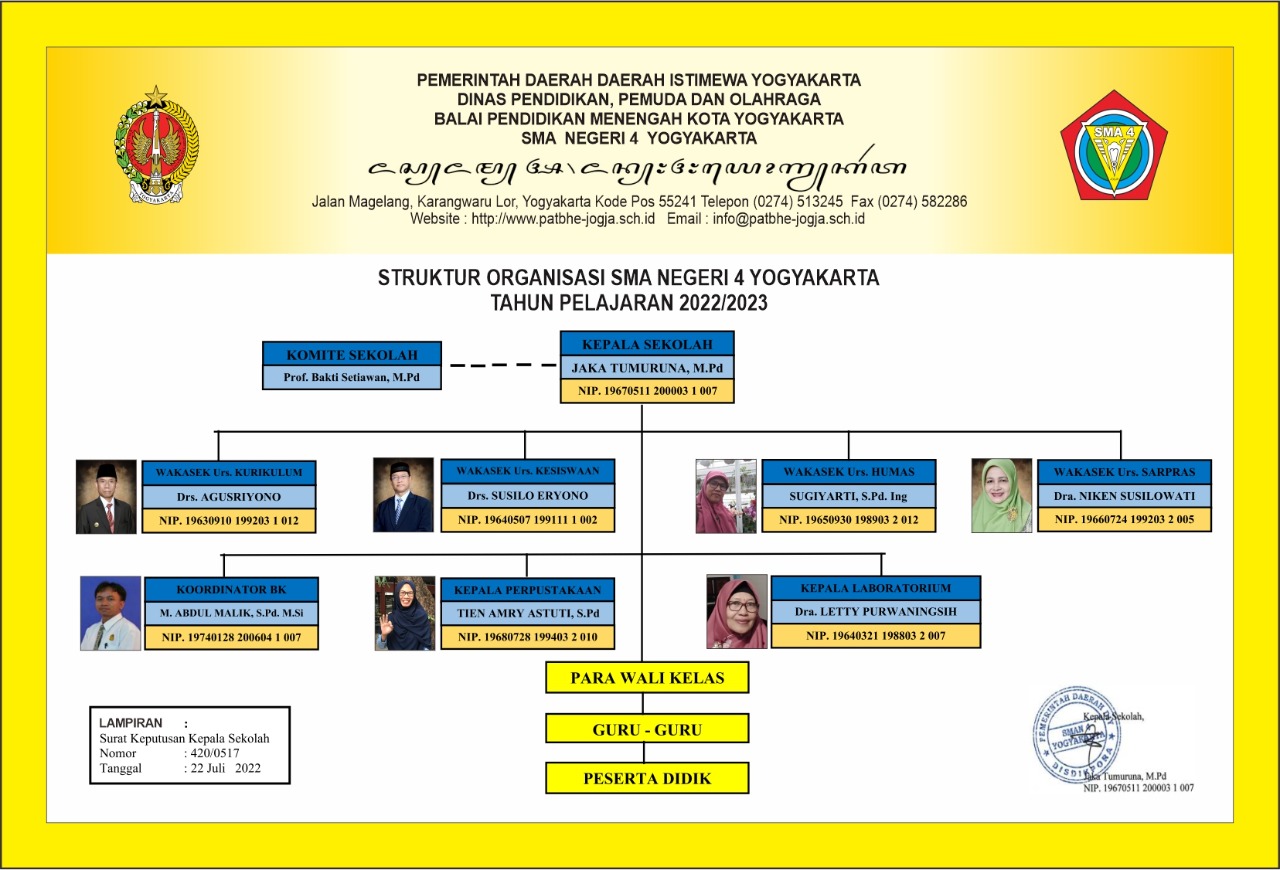 PEMERINTAH DAERAH DAERAH ISTIMEWA YOGYAKARTA
DINAS PENDIDIKAN, PEMUDA DAN OLAHRAGA
BALAI PENDIDIKAN MENENGAH KOTA YOGYAKARTA
SMA NEGERI 4 YOGYAKARTA
Jalan Magelang, Karangwaru Lor, Yogyakarta Kode Pos 55241 Telepon (0274) 513245 Fax (0274) 582286
Website : http://www.patbhe-jogja.sch.id Email : info@patbhe-jogja.sch.id
YOGYAKARTA
SMA 4
STRUKTUR ORGANISASI SMA NEGERI 4 YOGYAKARTA
TAHUN PELAJARAN 2022/2023
KOMITE SEKOLAH
Prof. Bakti Setiawan, M.Pd
KEPALA SEKOLAH
JAKA TUMURUNA, M.Pd
NIP. 19670511 200003 1 007
WAKASEK Urs. KURIKULUM
Drs. AGUSRIYONO
NIP. 19630910 199203 1 012
WAKASEK Urs. KESISWAAN
Drs. SUSILO ERYONO
NIP. 19640507 199111 1 002
WAKASEK Urs. HUMAS
SUGIYARTI, S.Pd. Ing
NIP. 19650930 198903 2 012
WAKASEK Urs. SARPRAS
Dra. NIKEN SUSILOWATI
NIP. 19660724 199203 2 005
KOORDINATOR BK
M. ABDUL MALIK, S.Pd. M.Si
NIP. 19740128 200604 1 007
KEPALA PERPUSTAKAAN
TIEN AMRY ASTUTI, S.Pd
NIP. 19680728 199403 2 010
KEPALA LABORATORIUM
Dra. LETTY PURWANINGSIH
NIP. 19640321 198803 2 007
PARA WALI KELAS
GURU - GURU
PESERTA DIDIK
LAMPIRAN :
Surat Keputusan Kepala Sekolah
Nomor : 420/0517
Tanggal : 22 Juli 2022
Kepala Sekolah,
PEMERINTAH DAERAH
SMAN 4
YOGYAKARTA
DISDIKPORA
Jaka Tumuruna, M.Pd
NIP. 19670511 200003 1 007